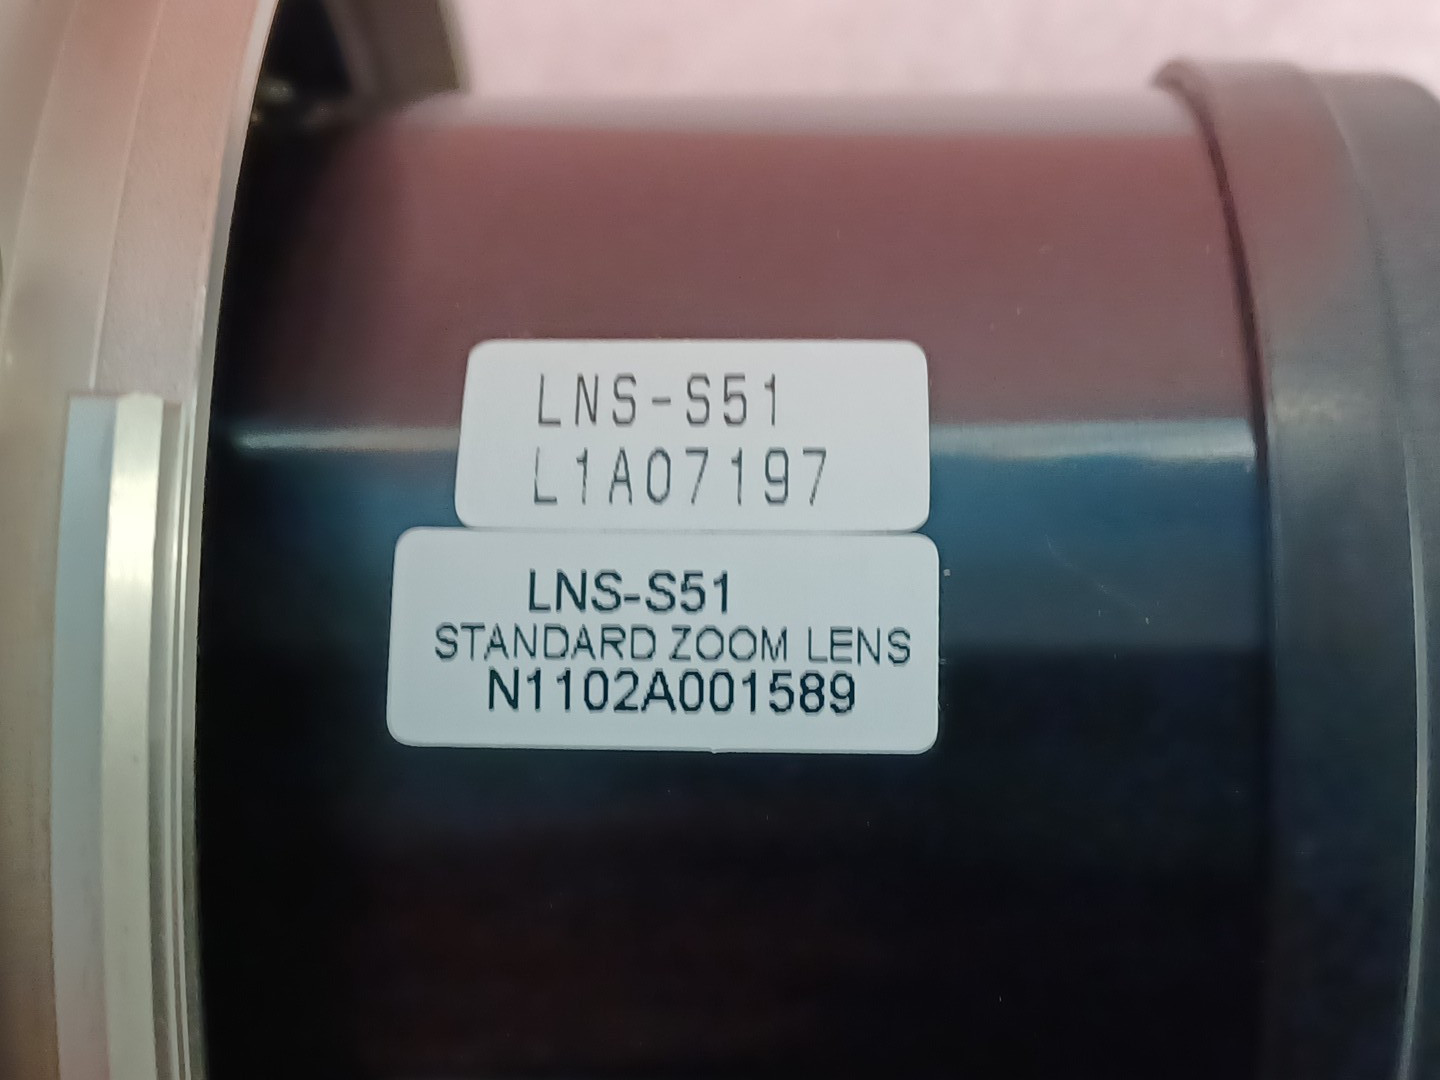 LNS-S51
L1A07197
LNS-S51
STANDARD ZOOM LENS
N1102A001589